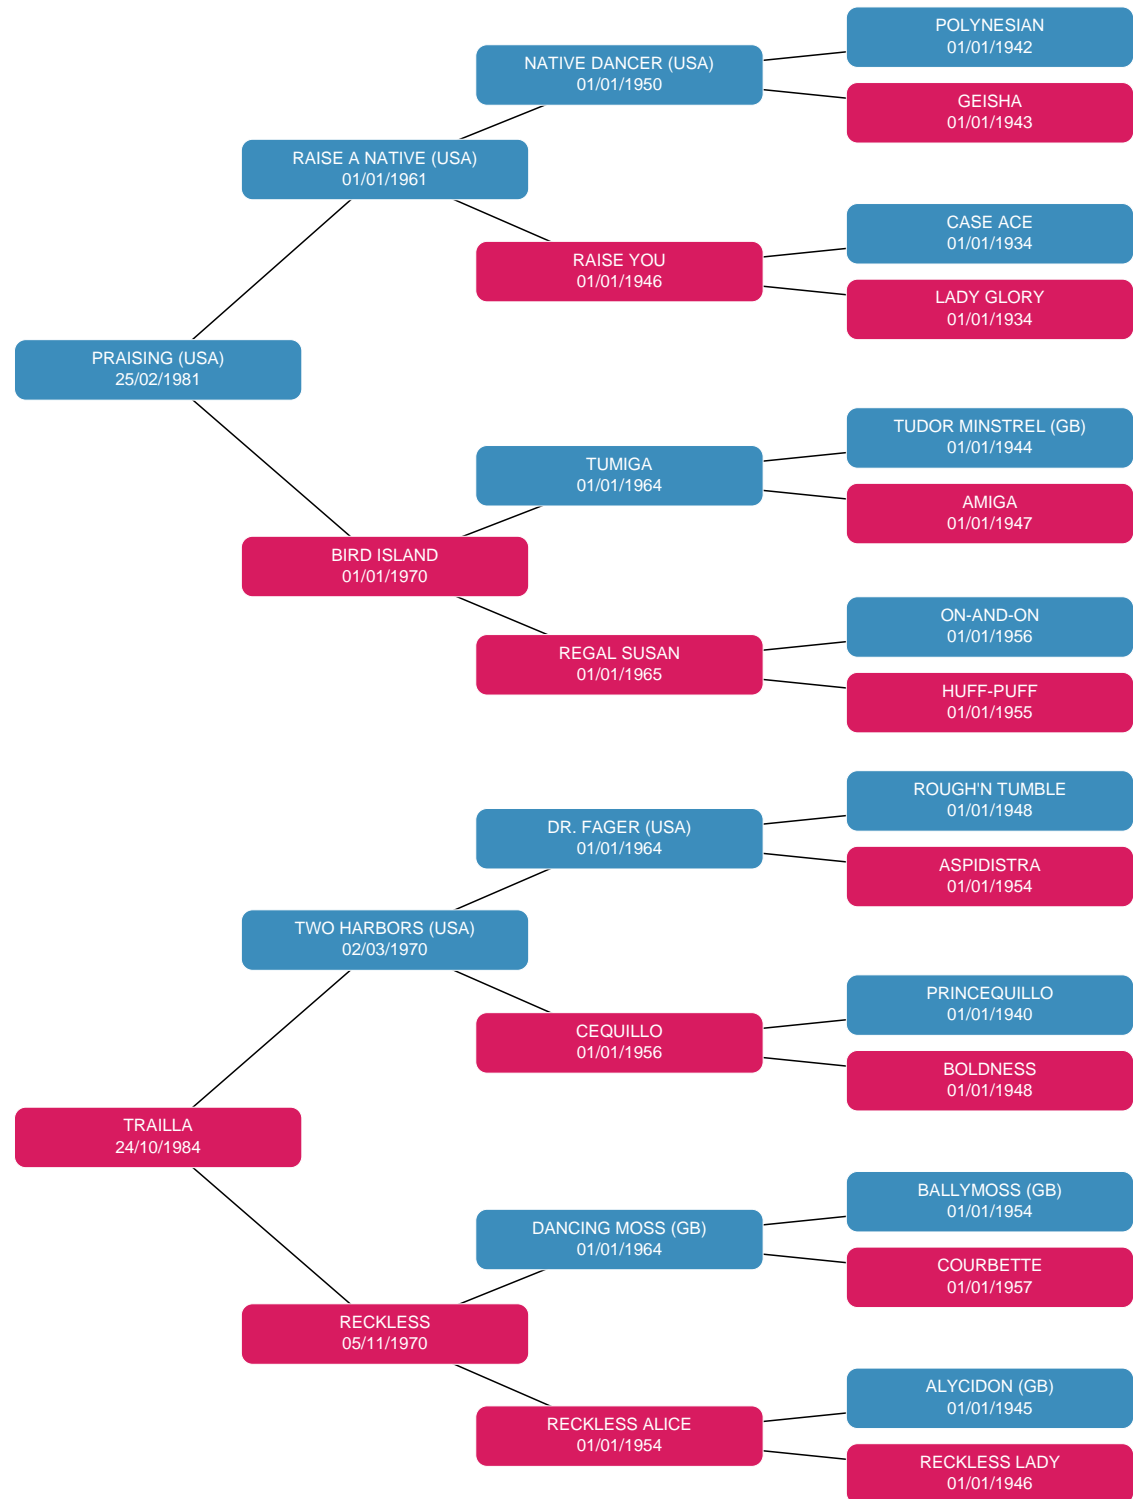 POLYNESIAN
01/01/1942
NATIVE DANCER (USA)
01/01/1950
GEISHA
01/01/1943
RAISE A NATIVE (USA)
01/01/1961
CASE ACE
01/01/1934
RAISE YOU
01/01/1946
LADY GLORY
01/01/1934
PRAISING (USA)
25/02/1981
TUDOR MINSTREL (GB)
01/01/1944
TUMIGA
01/01/1964
AMIGA
01/01/1947
BIRD ISLAND
01/01/1970
ON-AND-ON
01/01/1956
REGAL SUSAN
01/01/1965
HUFF-PUFF
01/01/1955
ROUGH'N TUMBLE
01/01/1948
DR. FAGER (USA)
01/01/1964
ASPIDISTRA
01/01/1954
TWO HARBORS (USA)
02/03/1970
PRINCEQUILLO
01/01/1940
CEQUILLO
01/01/1956
BOLDNESS
01/01/1948
TRAILLA
24/10/1984
BALLYMOSS (GB)
01/01/1954
DANCING MOSS (GB)
01/01/1964
COURBETTE
01/01/1957
RECKLESS
05/11/1970
ALYCIDON (GB)
01/01/1945
RECKLESS ALICE
01/01/1954
RECKLESS LADY
01/01/1946